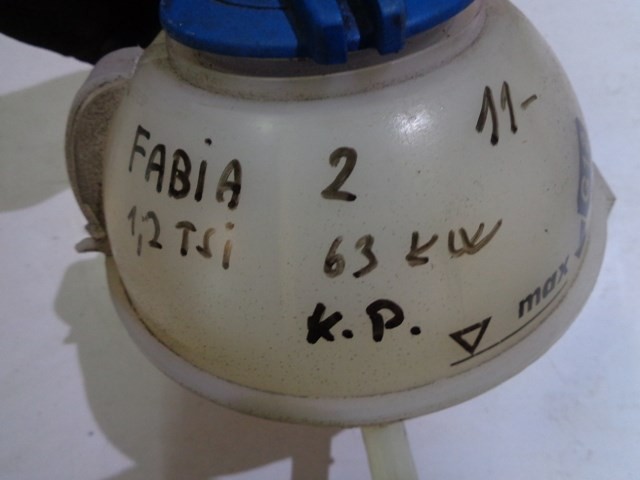 11-
FABiA 2
1,2 TSi 63 KW
K.P.
max